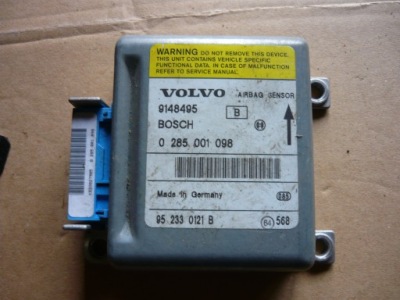 WARNING DO NOT REMOVE THIS DEVICE.
THIS UNIT CONTAINS VEHICLE SPECIFIC
FUNCTIONAL DATA. IN CASE OF MALFUNCTION
REFER TO SERVICE MANUAL
VOLVO AIRBAG SENSOR
9148495 B
BOSCH
0 285 001 098
Made in Germany
95 233 0121 B 64 568